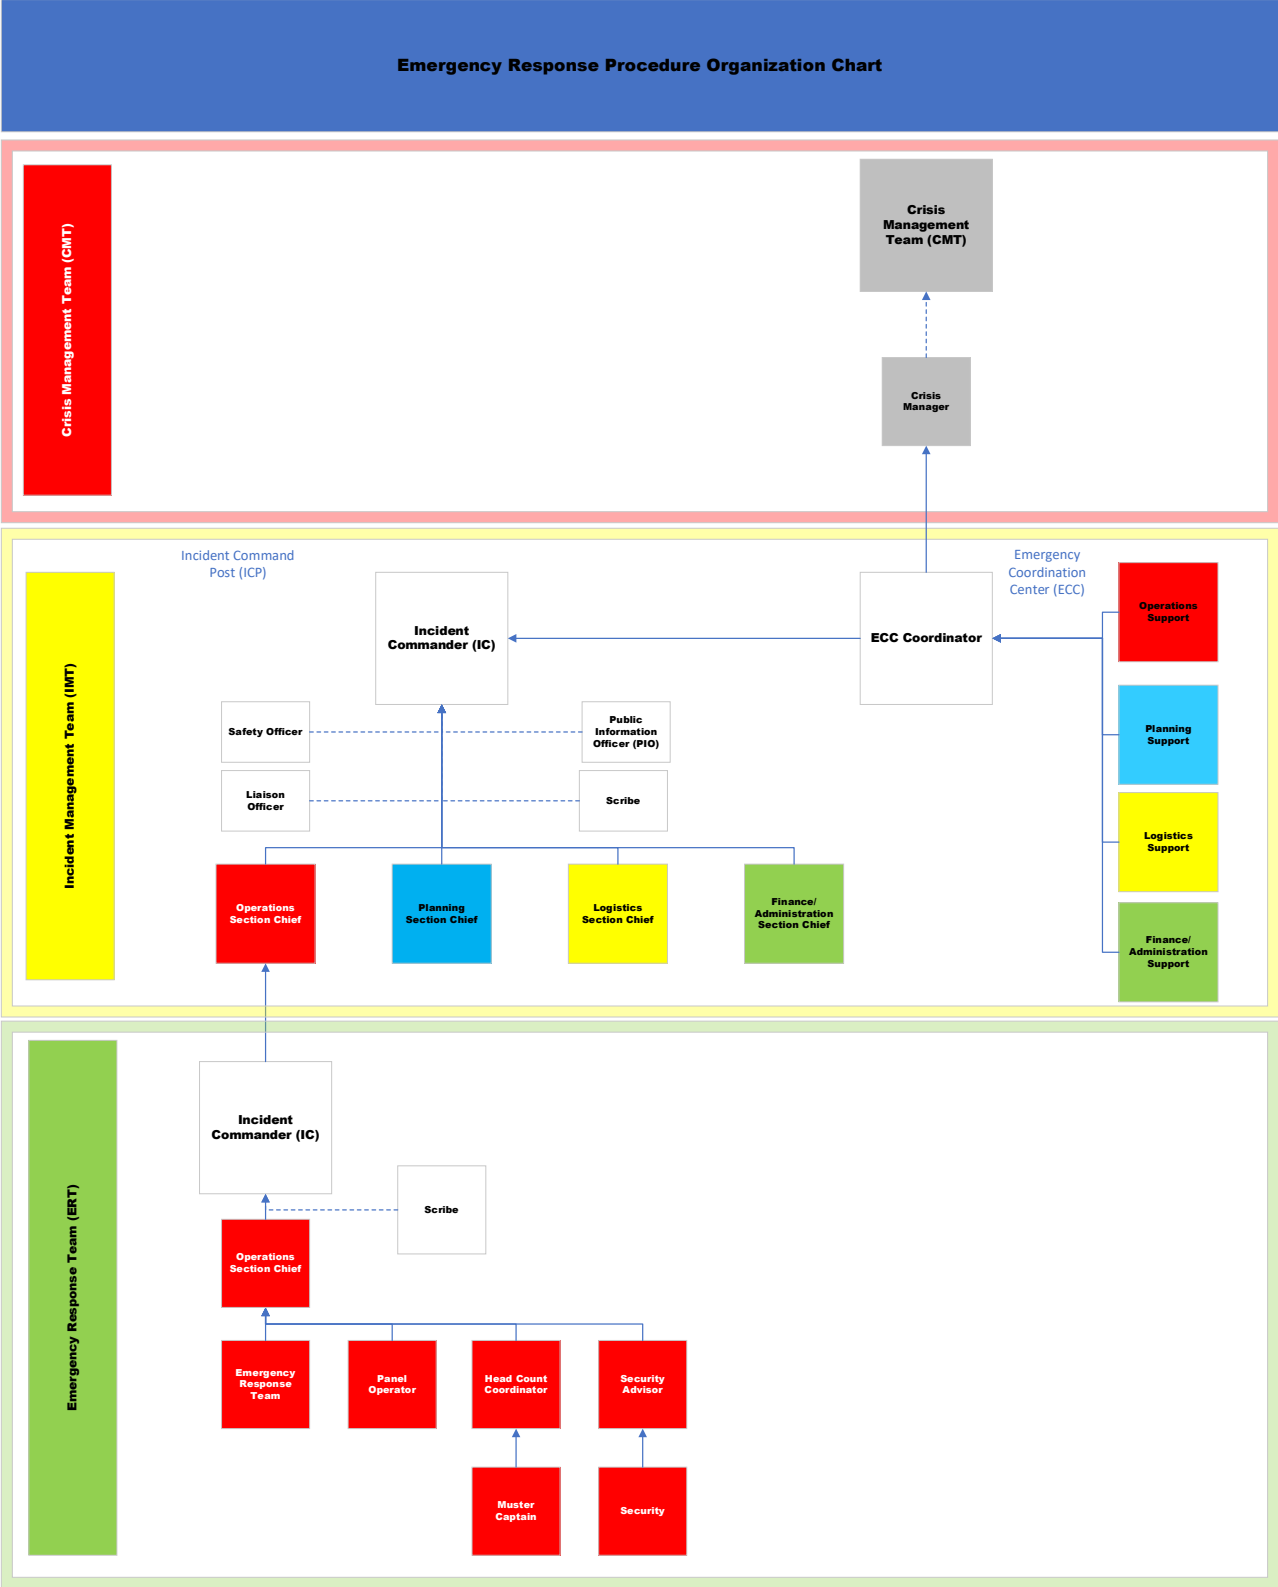 Emergency Response Procedure Organization Chart
Crisis Management Team (CMT)
Crisis
Management
Team (CMT)
Crisis
Manager
Incident Management Team (IMT)
Incident Command
Post (ICP)
Emergency
Coordination
Center (ECC)
Incident
Commander (IC)
ECC Coordinator
Operations
Support
Planning
Support
Logistics
Support
Finance/
Administration
Support
Safety Officer
Public
Information
Officer (PIO)
Liaison
Officer
Scribe
Operations
Section Chief
Planning
Section Chief
Logistics
Section Chief
Finance/
Administration
Section Chief
Emergency Response Team (ERT)
Incident
Commander (IC)
Scribe
Operations
Section Chief
Emergency
Response
Team
Panel
Operator
Head Count
Coordinator
Security
Advisor
Muster
Captain
Security